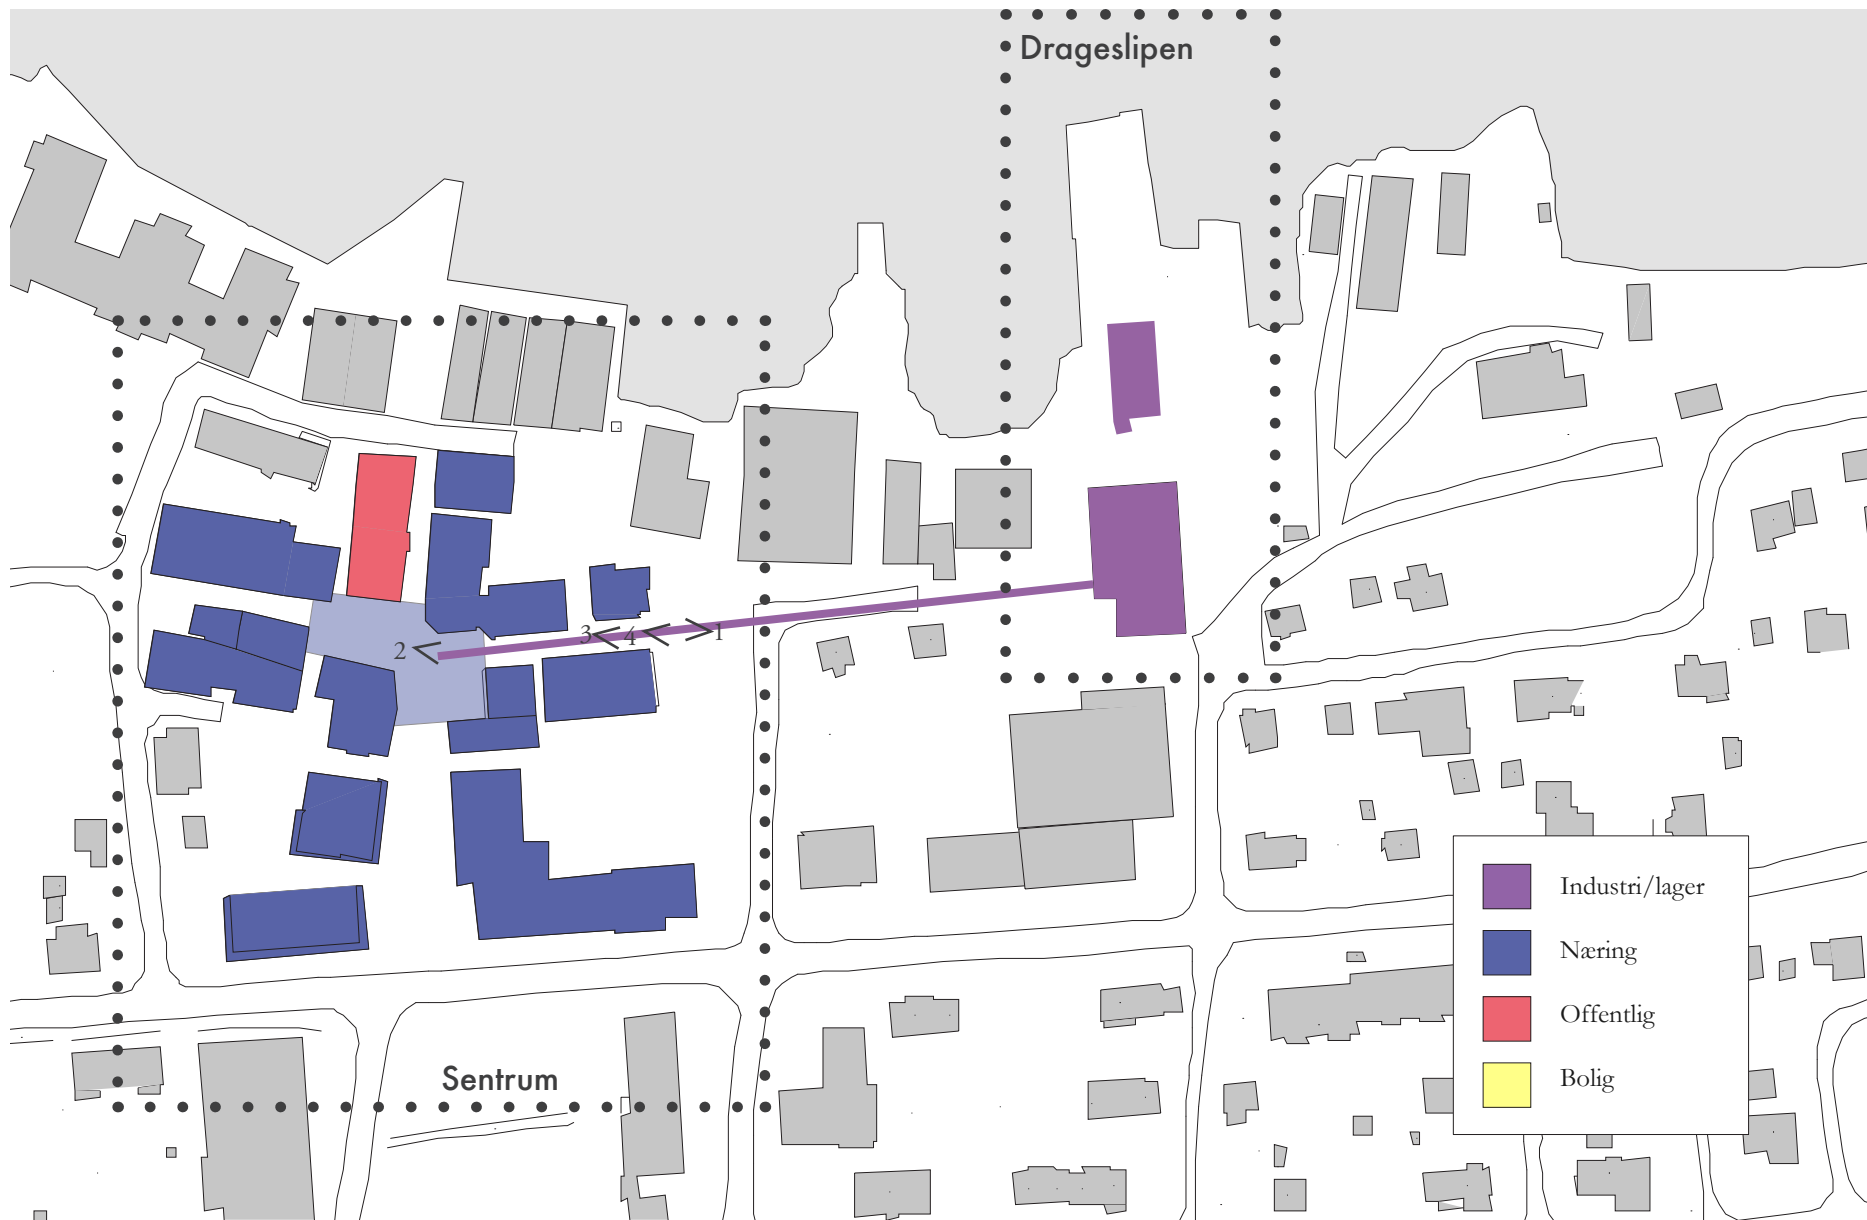 Drageslipen
3
4
1
2
Industri/lager
Næring
Offentlig
Bolig
Sentrum